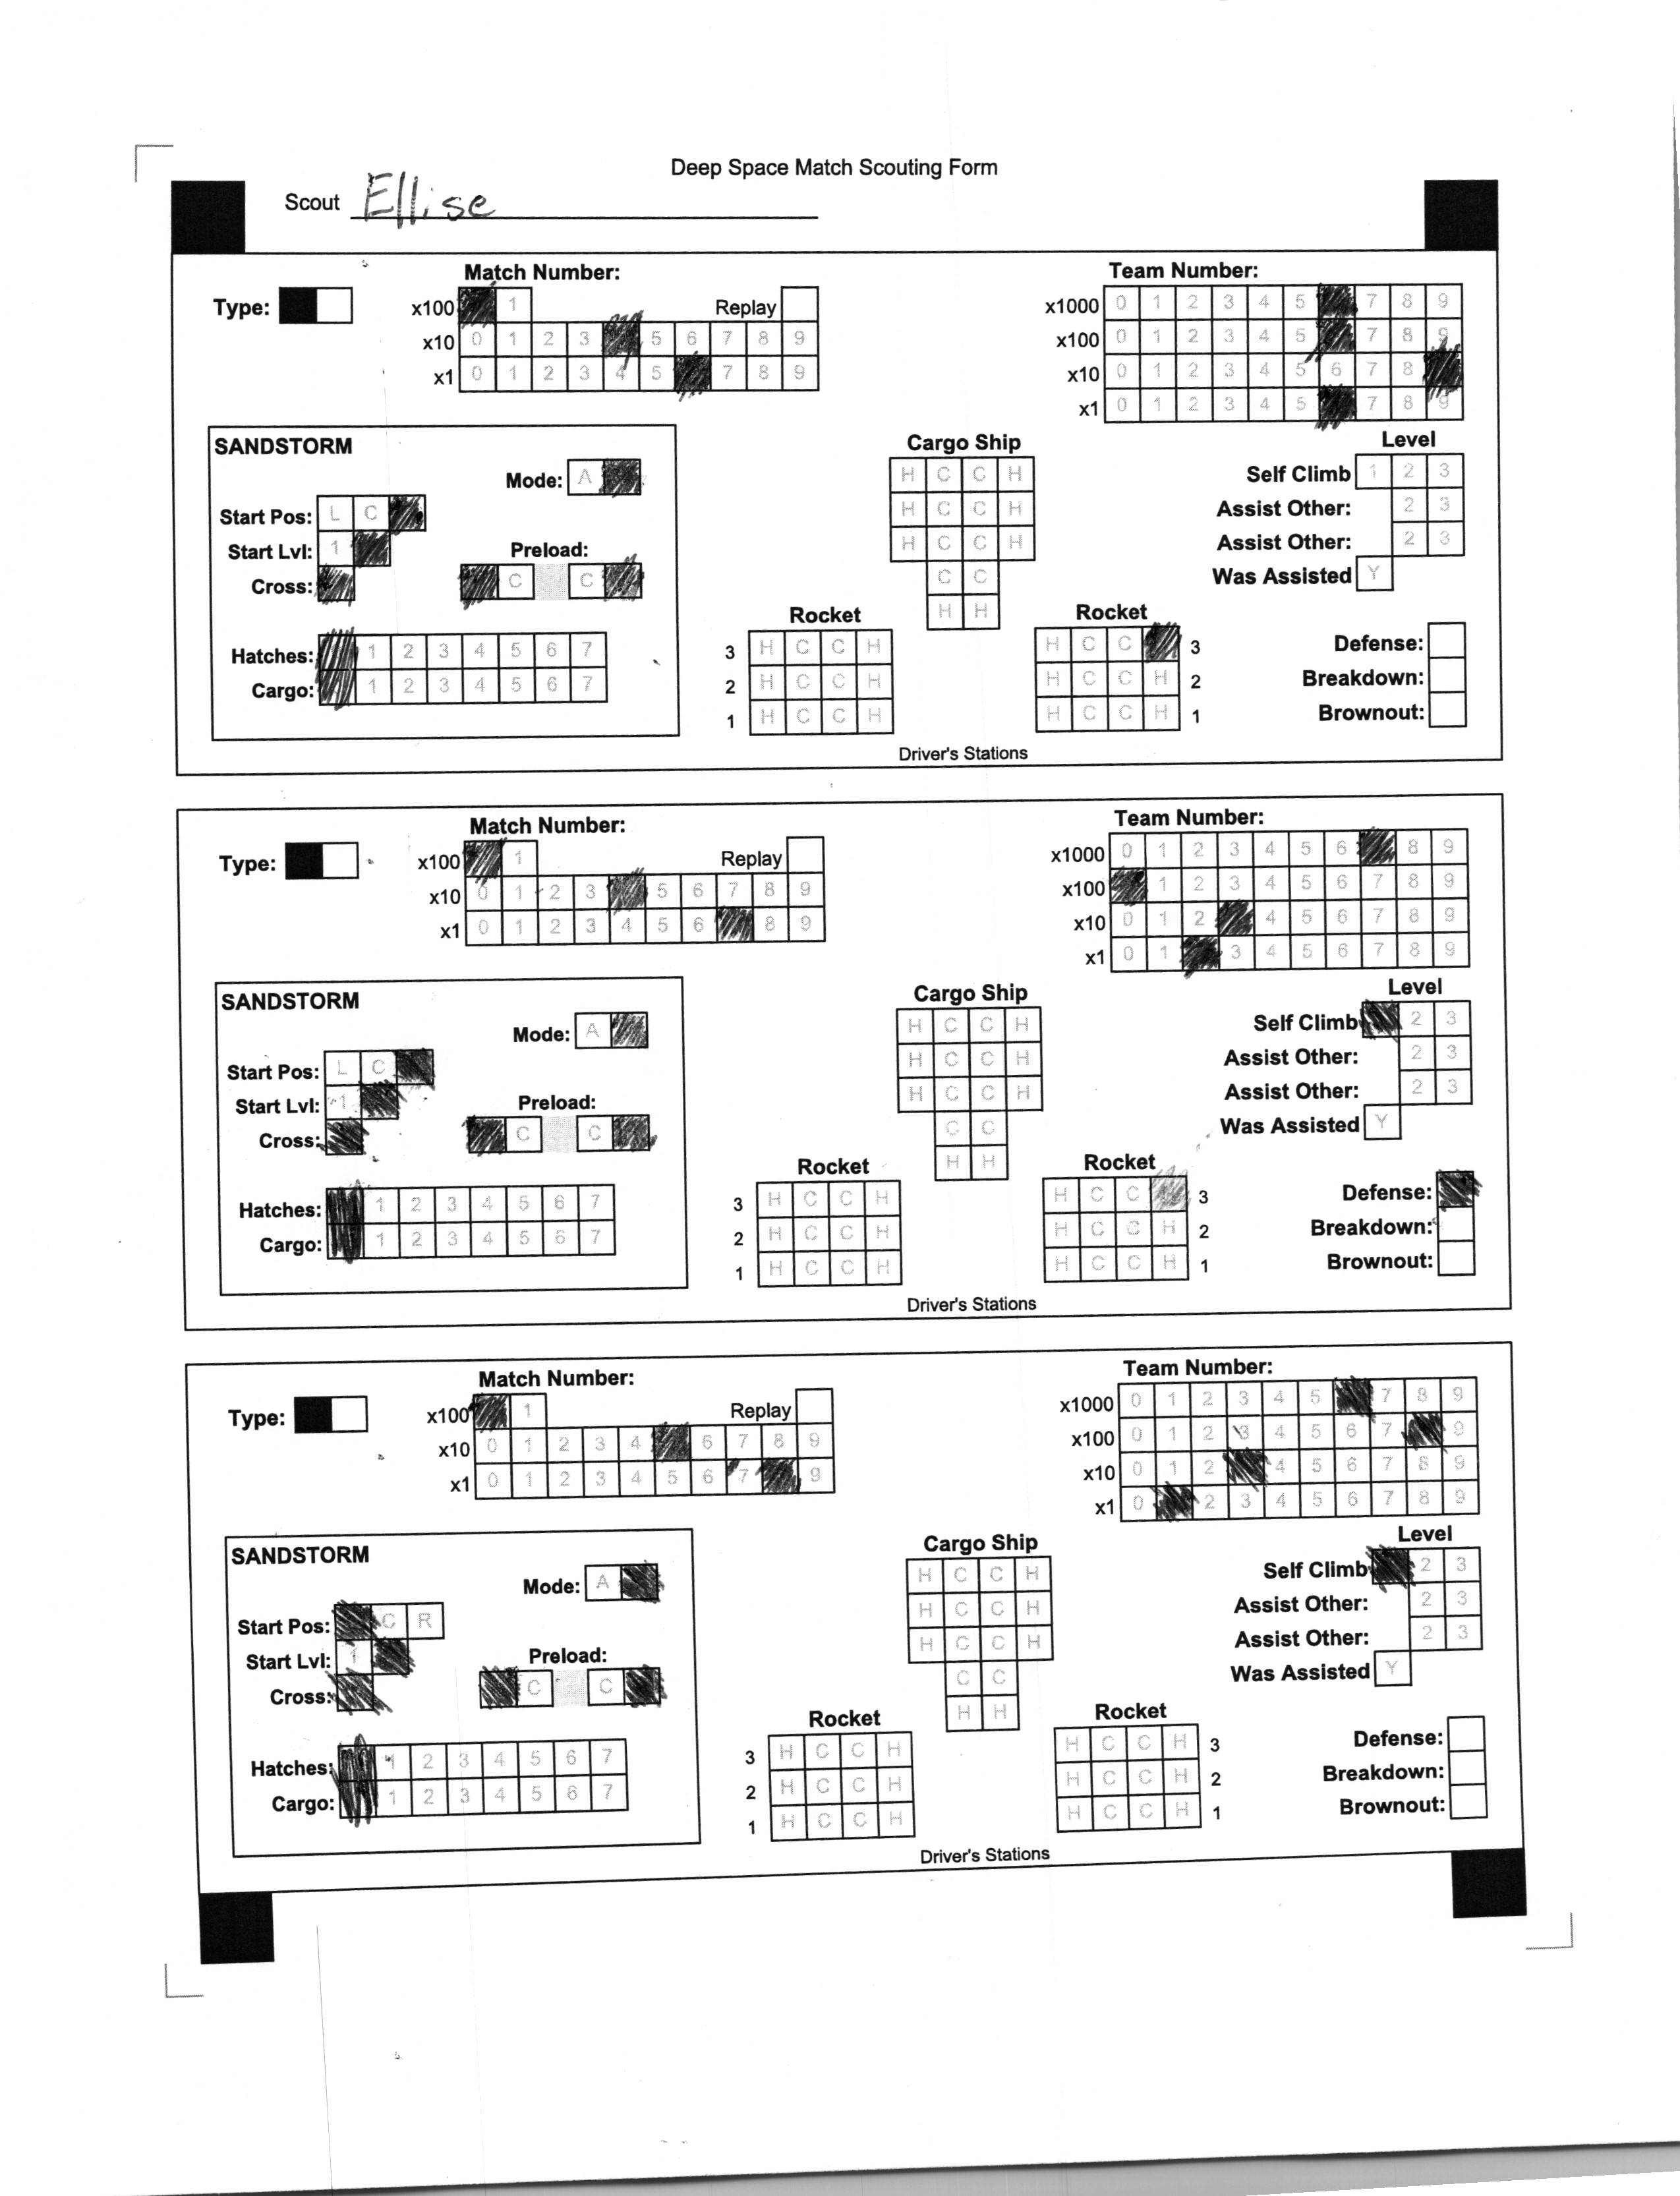 Deep Space Match Scouting Form
Scout Ellise
Match Number: Team Number:
Type: x100 1 Replay x1000 0 1 2 3 4 5 7 8 9
x10 0 1 2 3 5 6 7 8 9 x100 0 1 2 3 4 5 7 8 9
x1 0 1 2 3 4 5 7 8 9 x10 0 1 2 3 4 5 6 7 8
x1 0 1 2 3 4 5 7 8 9
SANDSTORM Cargo Ship Level
Mode: A H C C H Self Climb 1 2 3
Start Pos: L C H C C H Assist Other: 2 3
Start Lvl: 1 Preload: H C C H Assist Other: 2 3
Cross: C C C C Was Assisted Y
H H
Rocket Rocket
Hatches: 1 2 3 4 5 6 7 3 H C C H H C C 3 Defense:
Cargo: 1 2 3 4 5 6 7 2 H C C H H C C H 2 Breakdown:
1 H C C H H C C H 1 Brownout:
Driver's Stations
Match Number: Team Number:
Type: x100 1 Replay x1000 0 1 2 3 4 5 6 8 9
x10 0 1 2 3 5 6 7 8 9 x100 1 2 3 4 5 6 7 8 9
x1 0 1 2 3 4 5 6 8 9 x10 0 1 2 4 5 6 7 8 9
x1 0 1 3 4 5 6 7 8 9
SANDSTORM Cargo Ship Level
Mode: A H C C H Self Climb 2 3
Start Pos: L C H C C H Assist Other: 2 3
Start Lvl: 1 Preload: H C C H Assist Other: 2 3
Cross: C C C C Was Assisted Y
H H
Rocket Rocket
Hatches: 1 2 3 4 5 6 7 3 H C C H H C C 3 Defense:
Cargo: 1 2 3 4 5 6 7 2 H C C H H C C H 2 Breakdown:
1 H C C H H C C H 1 Brownout:
Driver's Stations
Match Number: Team Number:
Type: x100 1 Replay x1000 0 1 2 3 4 5 7 8 9
x10 0 1 2 3 4 6 7 8 9 x100 0 1 2 3 4 5 6 7 9
x1 0 1 2 3 4 5 6 7 9 x10 0 1 2 4 5 6 7 8 9
x1 0 2 3 4 5 6 7 8 9
SANDSTORM Cargo Ship Level
Mode: A H C C H Self Climb 2 3
Start Pos: C R H C C H Assist Other: 2 3
Start Lvl: 1 Preload: H C C H Assist Other: 2 3
Cross: C C C C Was Assisted Y
H H
Rocket Rocket
Hatches: 1 2 3 4 5 6 7 3 H C C H H C C H 3 Defense:
Cargo: 1 2 3 4 5 6 7 2 H C C H H C C H 2 Breakdown:
1 H C C H H C C H 1 Brownout:
Driver's Stations